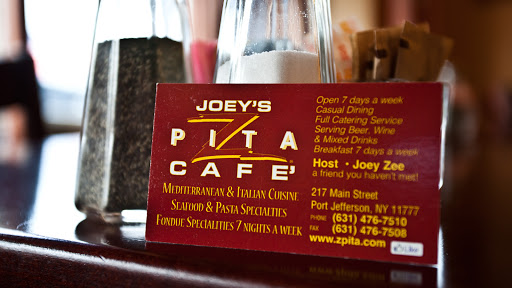 JOEY'S
PITA
Z
CAFE'
MEDITERRANEAN & ITALIAN CUISINE
SEAFOOD & PASTA SPECIALTIES
FONDUE SPECIALITIES 7 NIGHTS A WEEK
Open 7 days a week
Casual Dining
Full Catering Service
Serving Beer, Wine
& Mixed Drinks
Breakfast 7 days a week
Host • Joey Zee
a friend you haven't met!
217 Main Street
Port Jefferson, NY 11777
PHONE (631) 476-7510
FAX (631) 476-7508
www.zpita.com